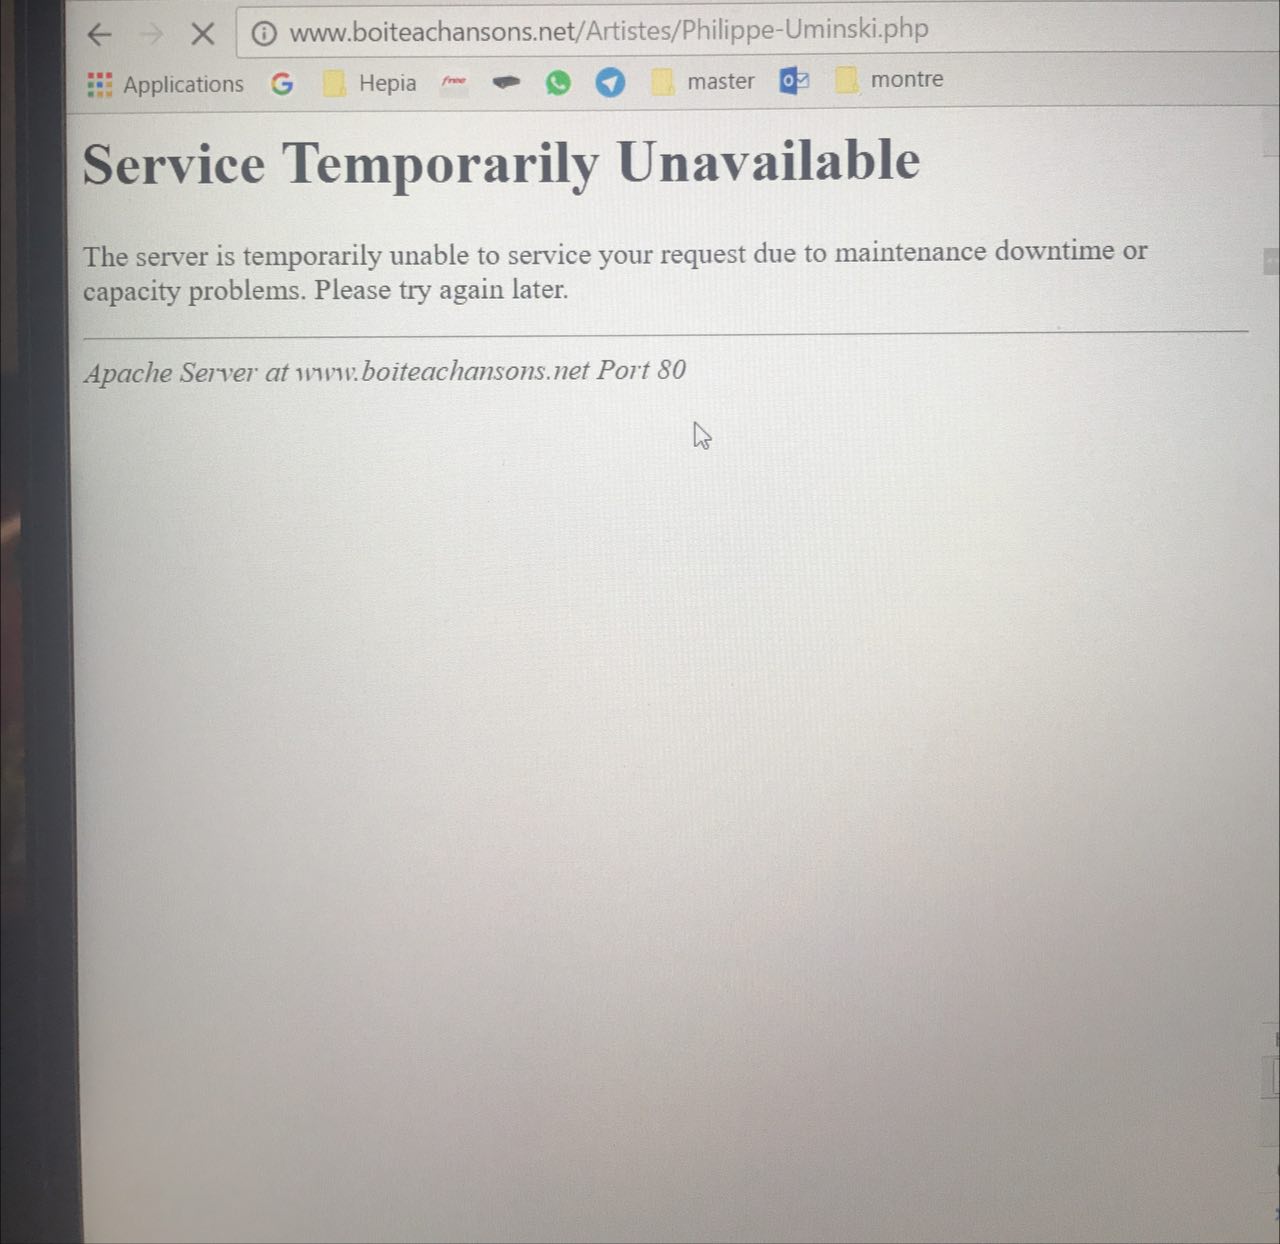 www.boiteachansons.net/Artistes/Philippe-Uminski.php
Applications G Hepia free master montre
Service Temporarily Unavailable
The server is temporarily unable to service your request due to maintenance downtime or
capacity problems. Please try again later.
Apache Server at www.boiteachansons.net Port 80